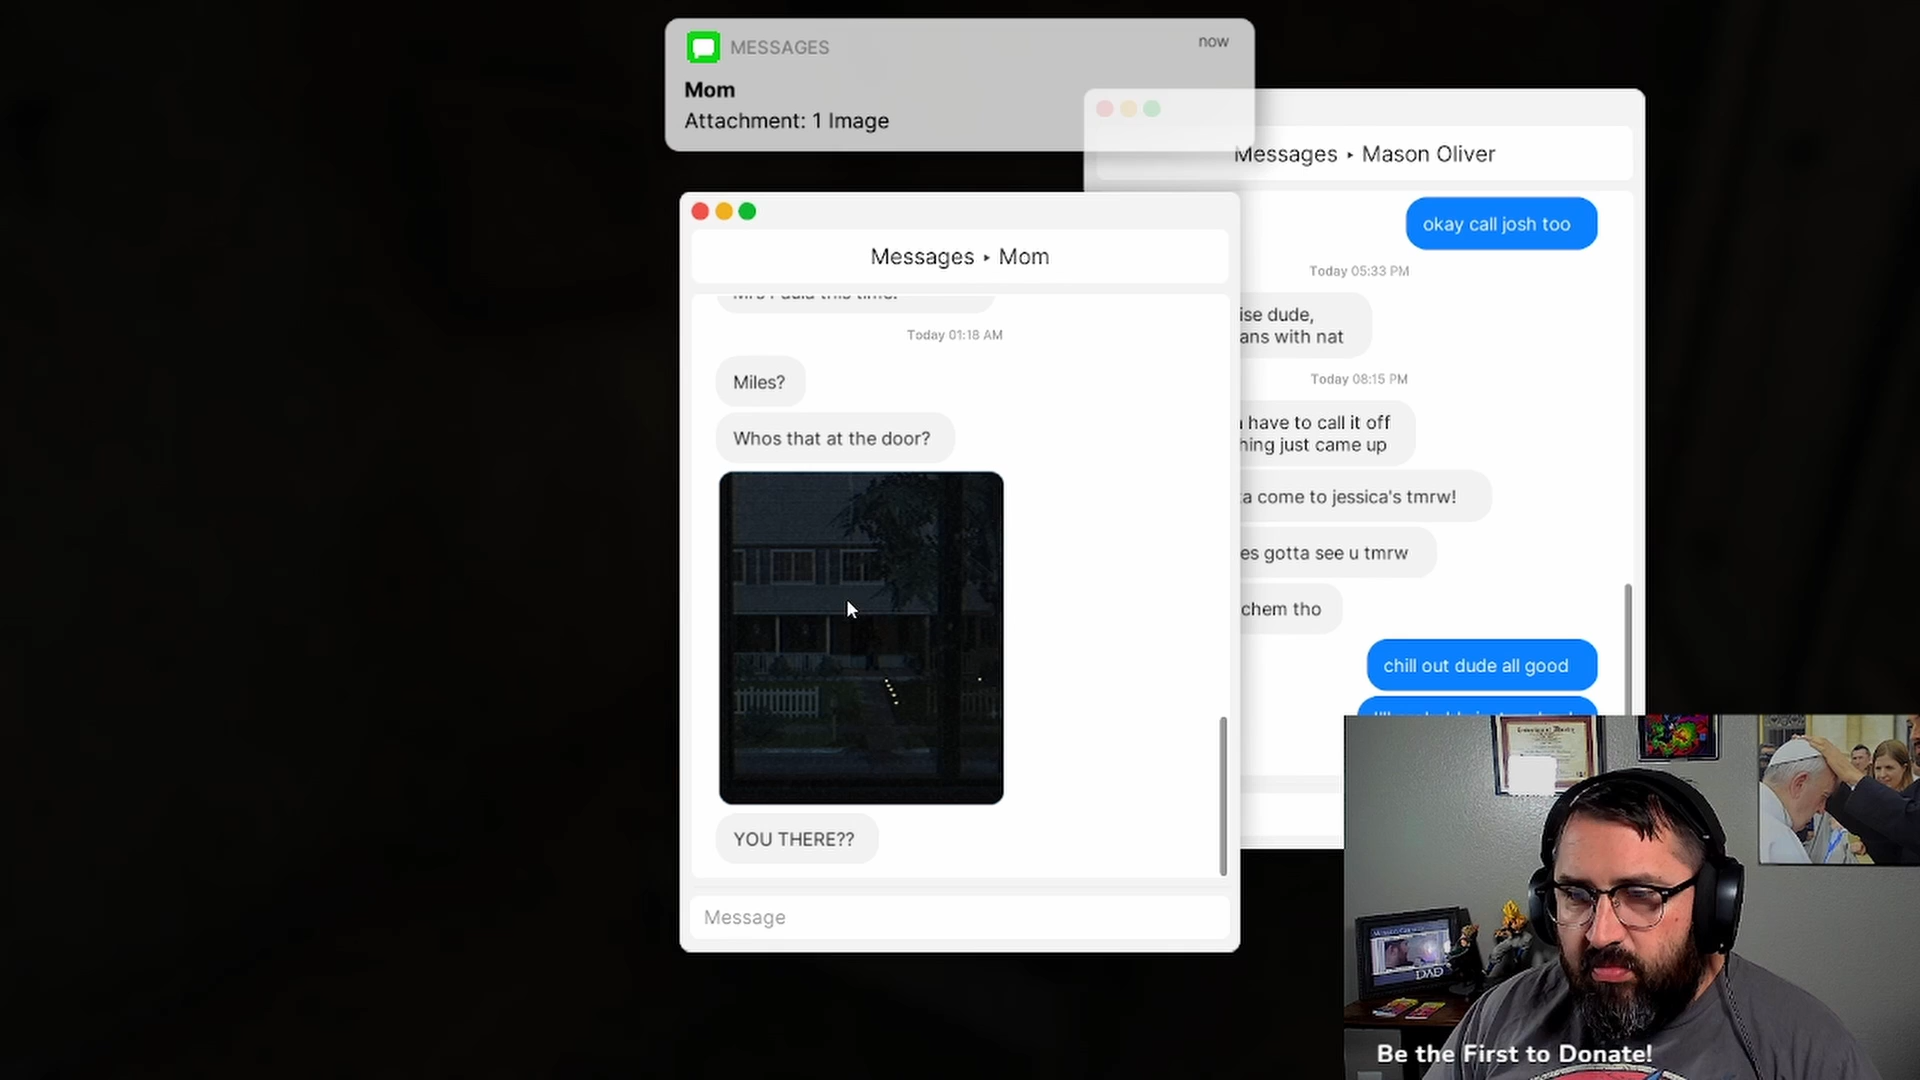 MESSAGES
now
Mom
Attachment: 1 Image
Messages ▸ Mason Oliver
okay call josh too
Today 05:33 PM
ise dude,
ans with nat
Today 08:15 PM
have to call it off
hing just came up
a come to jessica's tmrw!
es gotta see u tmrw
chem tho
chill out dude all good
Messages ▸ Mom
Today 01:18 AM
Miles?
Whos that at the door?
YOU THERE??
Message
DAD
Be the First to Donate!